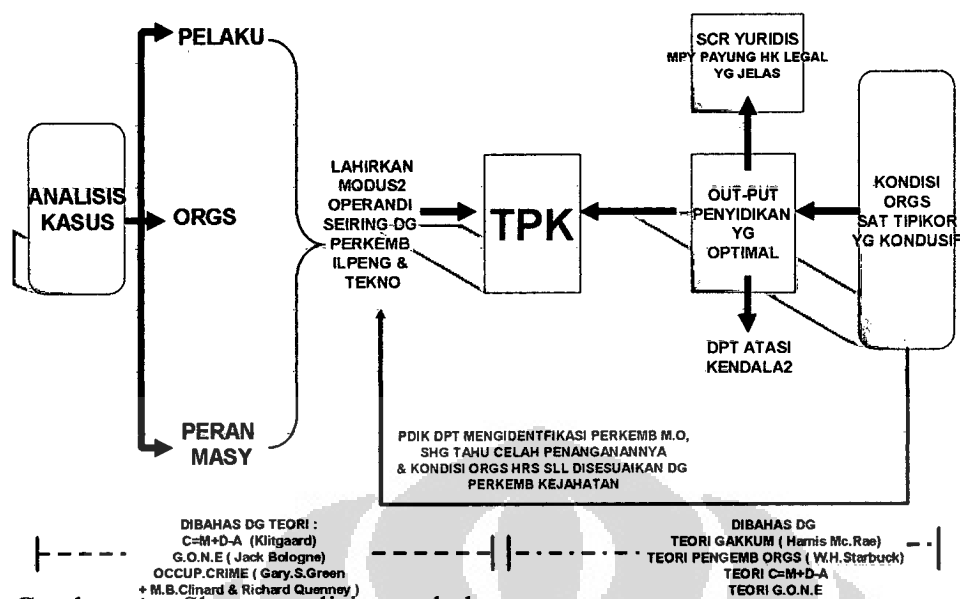 PELAKU
SCR YURIDIS
MPY PAYUNG HK LEGAL
YG JELAS
ANALISIS
KASUS
ORGS
LAHIRKAN
MODUS2
OPERANDI
SEIRING DG
PERKEMB
ILPENG &
TEKNO
TPK
OUT-PUT
PENYIDIKAN
YG
OPTIMAL
KONDISI
ORGS
SAT TIPIKOR
YG KONDUSIF
DPT ATASI
KENDALA2
PERAN
MASY
PDIK DPT MENGIDENTFIKASI PERKEMB M.O,
SHG TAHU CELAH PENANGANANNYA
& KONDISI ORGS HRS SLL DISESUAIKAN DG
PERKEMB KEJAHATAN
DIBAHAS DG TEORI :
C=M+D-A (Klitgaard)
G.O.N.E ( Jack Bologne)
OCCUP.CRIME ( Gary.S.Green
+ M.B.Clinard & Richard Quenney )
DIBAHAS DG
TEORI GAKKUM ( Harnis Mc.Rae)
TEORI PENGEMB ORGS ( W.H.Starbuck)
TEORI C=M+D-A
TEORI G.O.N.E